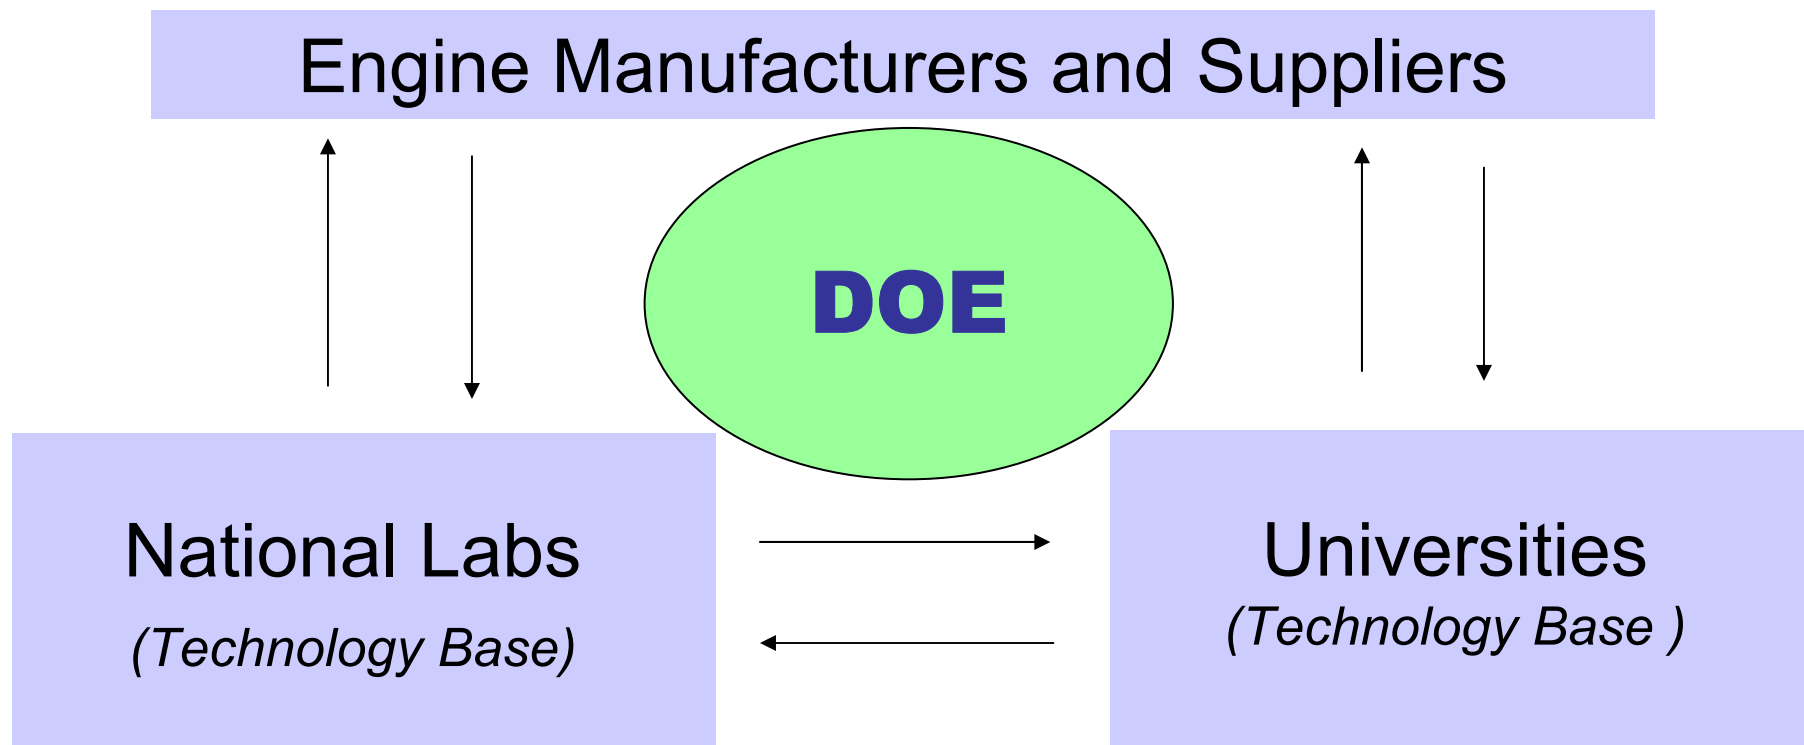 Engine Manufacturers and Suppliers
DOE
National Labs
(Technology Base)
Universities
(Technology Base )